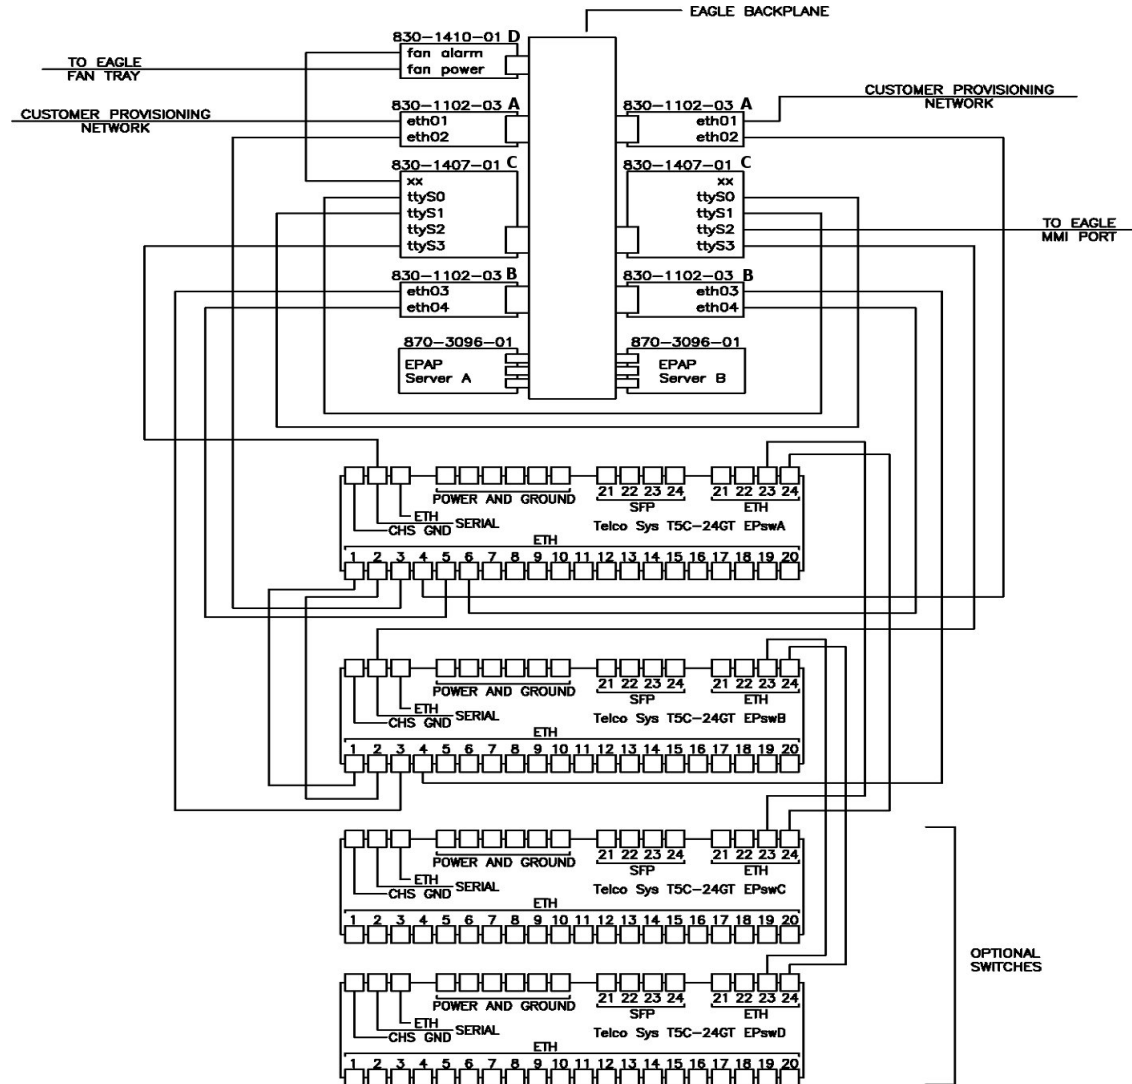 EAGLE BACKPLANE
830-1410-01 D
fan alarm
fan power
TO EAGLE
FAN TRAY
CUSTOMER PROVISIONING
NETWORK
830-1102-03 A
eth01
eth02
830-1102-03 A
eth01
eth02
CUSTOMER PROVISIONING
NETWORK
830-1407-01 C
xx
ttyS0
ttyS1
ttyS2
ttyS3
830-1407-01 C
xx
ttyS0
ttyS1
ttyS2
ttyS3
TO EAGLE
MMI PORT
830-1102-03 B
eth03
eth04
830-1102-03 B
eth03
eth04
870-3096-01
EPAP
Server A
870-3096-01
EPAP
Server B
21 22 23 24 21 22 23 24
POWER AND GROUND SFP ETH
ETH
SERIAL
CHS GND
Telco Sys T5C-24GT EPswA
ETH
1 2 3 4 5 6 7 8 9 10 11 12 13 14 15 16 17 18 19 20
21 22 23 24 21 22 23 24
POWER AND GROUND SFP ETH
ETH
SERIAL
CHS GND
Telco Sys T5C-24GT EPswB
ETH
1 2 3 4 5 6 7 8 9 10 11 12 13 14 15 16 17 18 19 20
21 22 23 24 21 22 23 24
POWER AND GROUND SFP ETH
ETH
SERIAL
CHS GND
Telco Sys T5C-24GT EPswC
ETH
1 2 3 4 5 6 7 8 9 10 11 12 13 14 15 16 17 18 19 20
OPTIONAL
SWITCHES
21 22 23 24 21 22 23 24
POWER AND GROUND SFP ETH
ETH
SERIAL
CHS GND
Telco Sys T5C-24GT EPswD
ETH
1 2 3 4 5 6 7 8 9 10 11 12 13 14 15 16 17 18 19 20